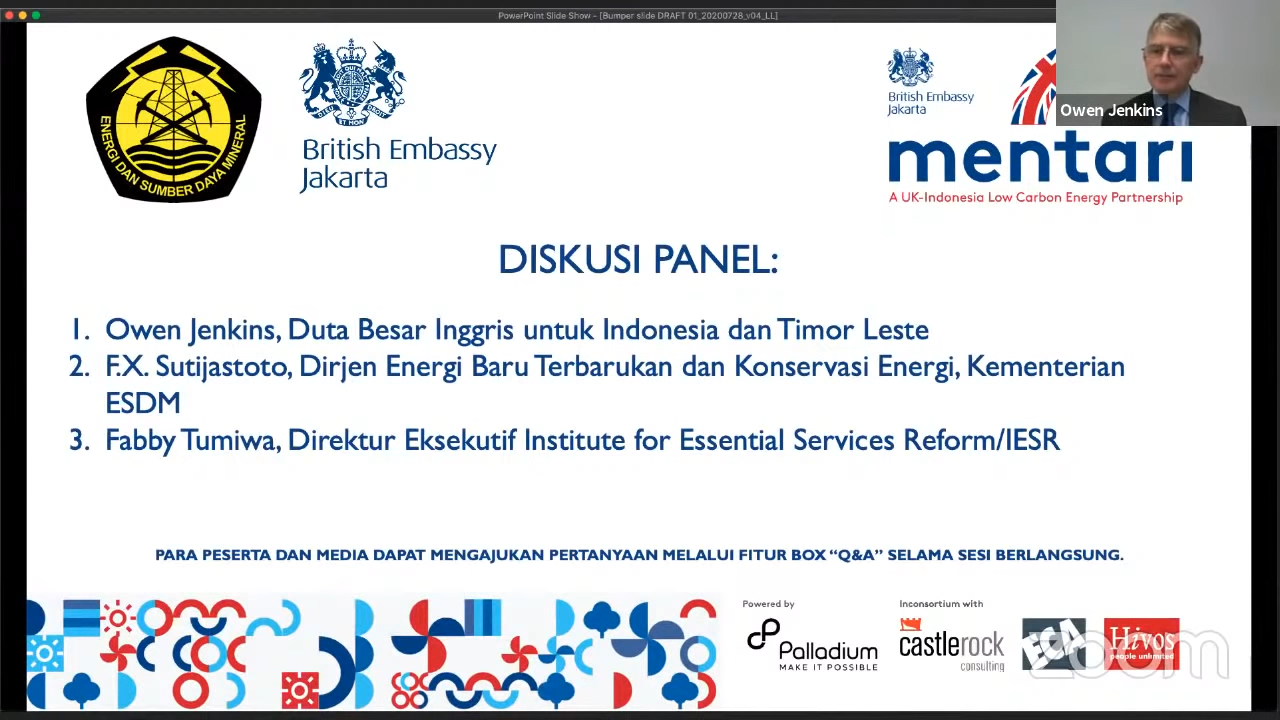 PowerPoint Slide Show - [Bumper slide DRAFT 01_20200728_v04_LL]
ENERGI DAN SUMBER DAYA MINERAL
British Embassy
Jakarta
British Embassy
Jakarta
Owen Jenkins
mentari
A UK-Indonesia Low Carbon Energy Partnership
DISKUSI PANEL:
1. Owen Jenkins, Duta Besar Inggris untuk Indonesia dan Timor Leste
2. F.X. Sutijastoto, Dirjen Energi Baru Terbarukan dan Konservasi Energi, Kementerian
ESDM
3. Fabby Tumiwa, Direktur Eksekutif Institute for Essential Services Reform/IESR
PARA PESERTA DAN MEDIA DAPAT MENGAJUKAN PERTANYAAN MELALUI FITUR BOX “Q&A” SELAMA SESI BERLANGSUNG.
Powered by
Palladium
MAKE IT POSSIBLE
Inconsortium with
castlerock
consulting
ECA
Hivos
people unlimited
zoom